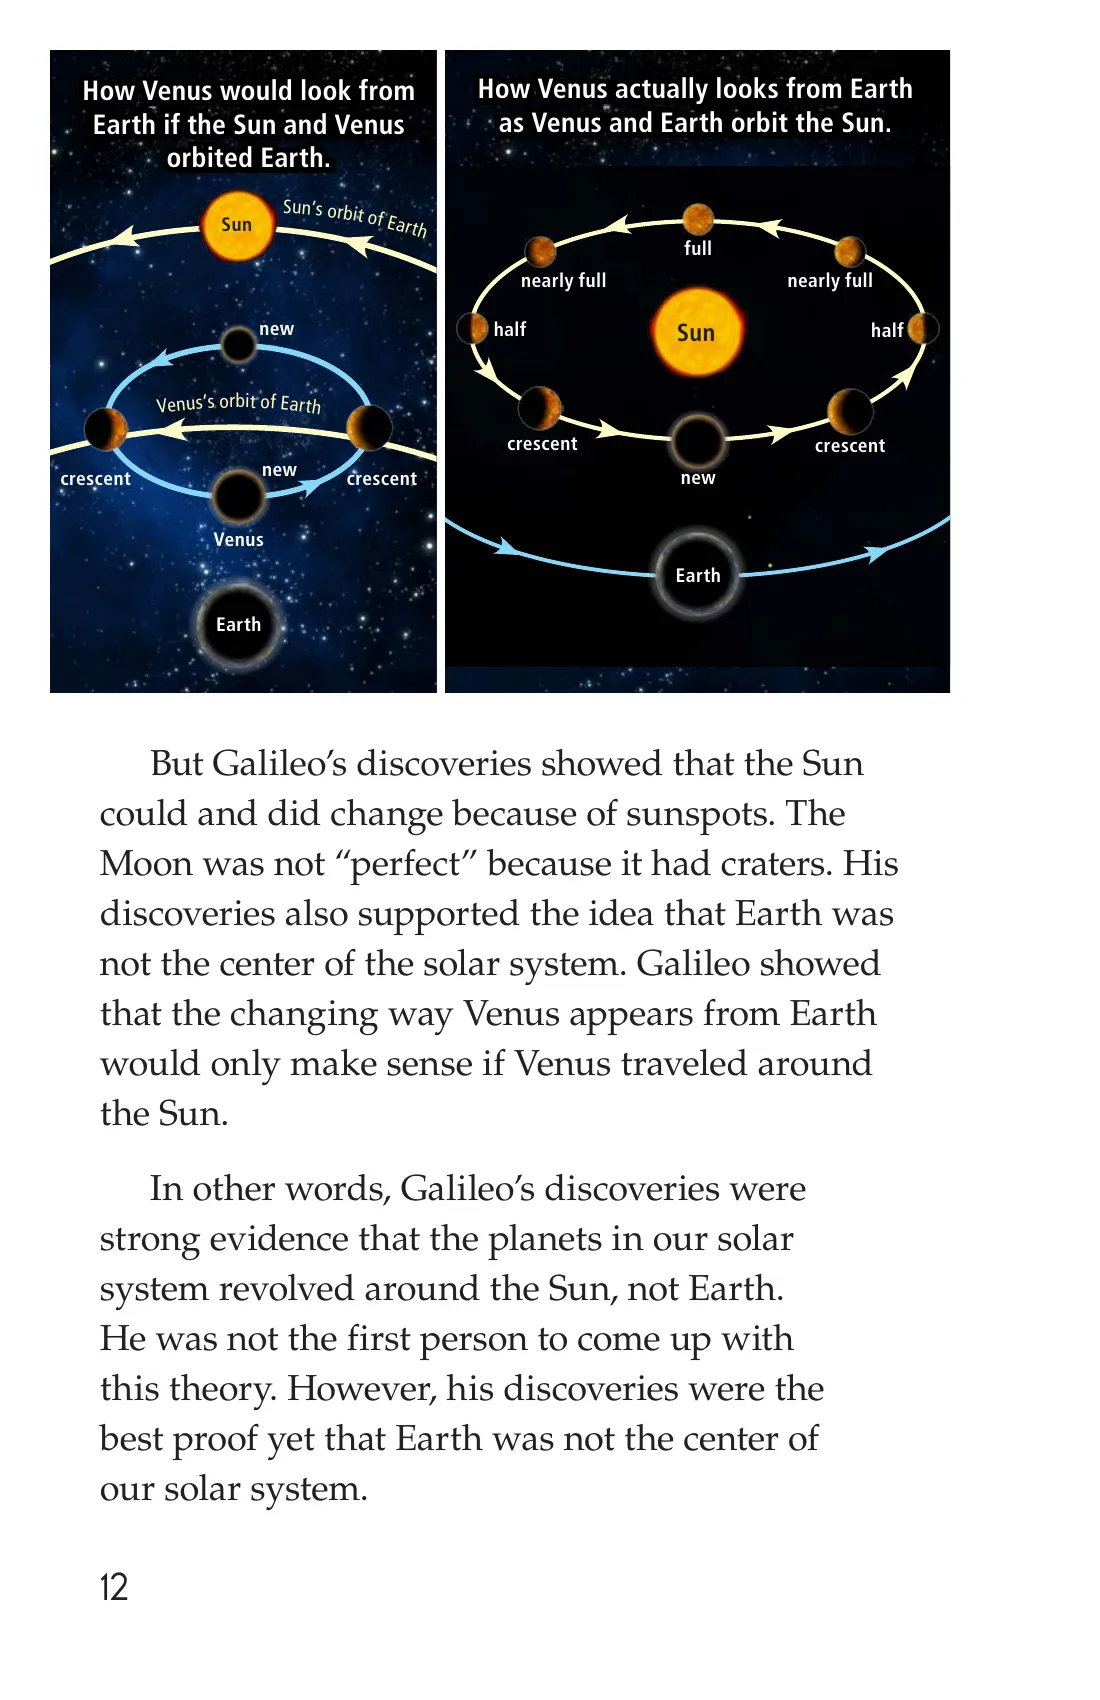 How Venus would look from
Earth if the Sun and Venus
orbited Earth.
Sun
Sun's orbit of Earth
new
Venus's orbit of Earth
crescent
new
crescent
Venus
Earth
How Venus actually looks from Earth
as Venus and Earth orbit the Sun.
full
nearly full
nearly full
half
Sun
half
crescent
crescent
new
Earth
But Galileo’s discoveries showed that the Sun
could and did change because of sunspots. The
Moon was not “perfect” because it had craters. His
discoveries also supported the idea that Earth was
not the center of the solar system. Galileo showed
that the changing way Venus appears from Earth
would only make sense if Venus traveled around
the Sun.
In other words, Galileo’s discoveries were
strong evidence that the planets in our solar
system revolved around the Sun, not Earth.
He was not the first person to come up with
this theory. However, his discoveries were the
best proof yet that Earth was not the center of
our solar system.
12